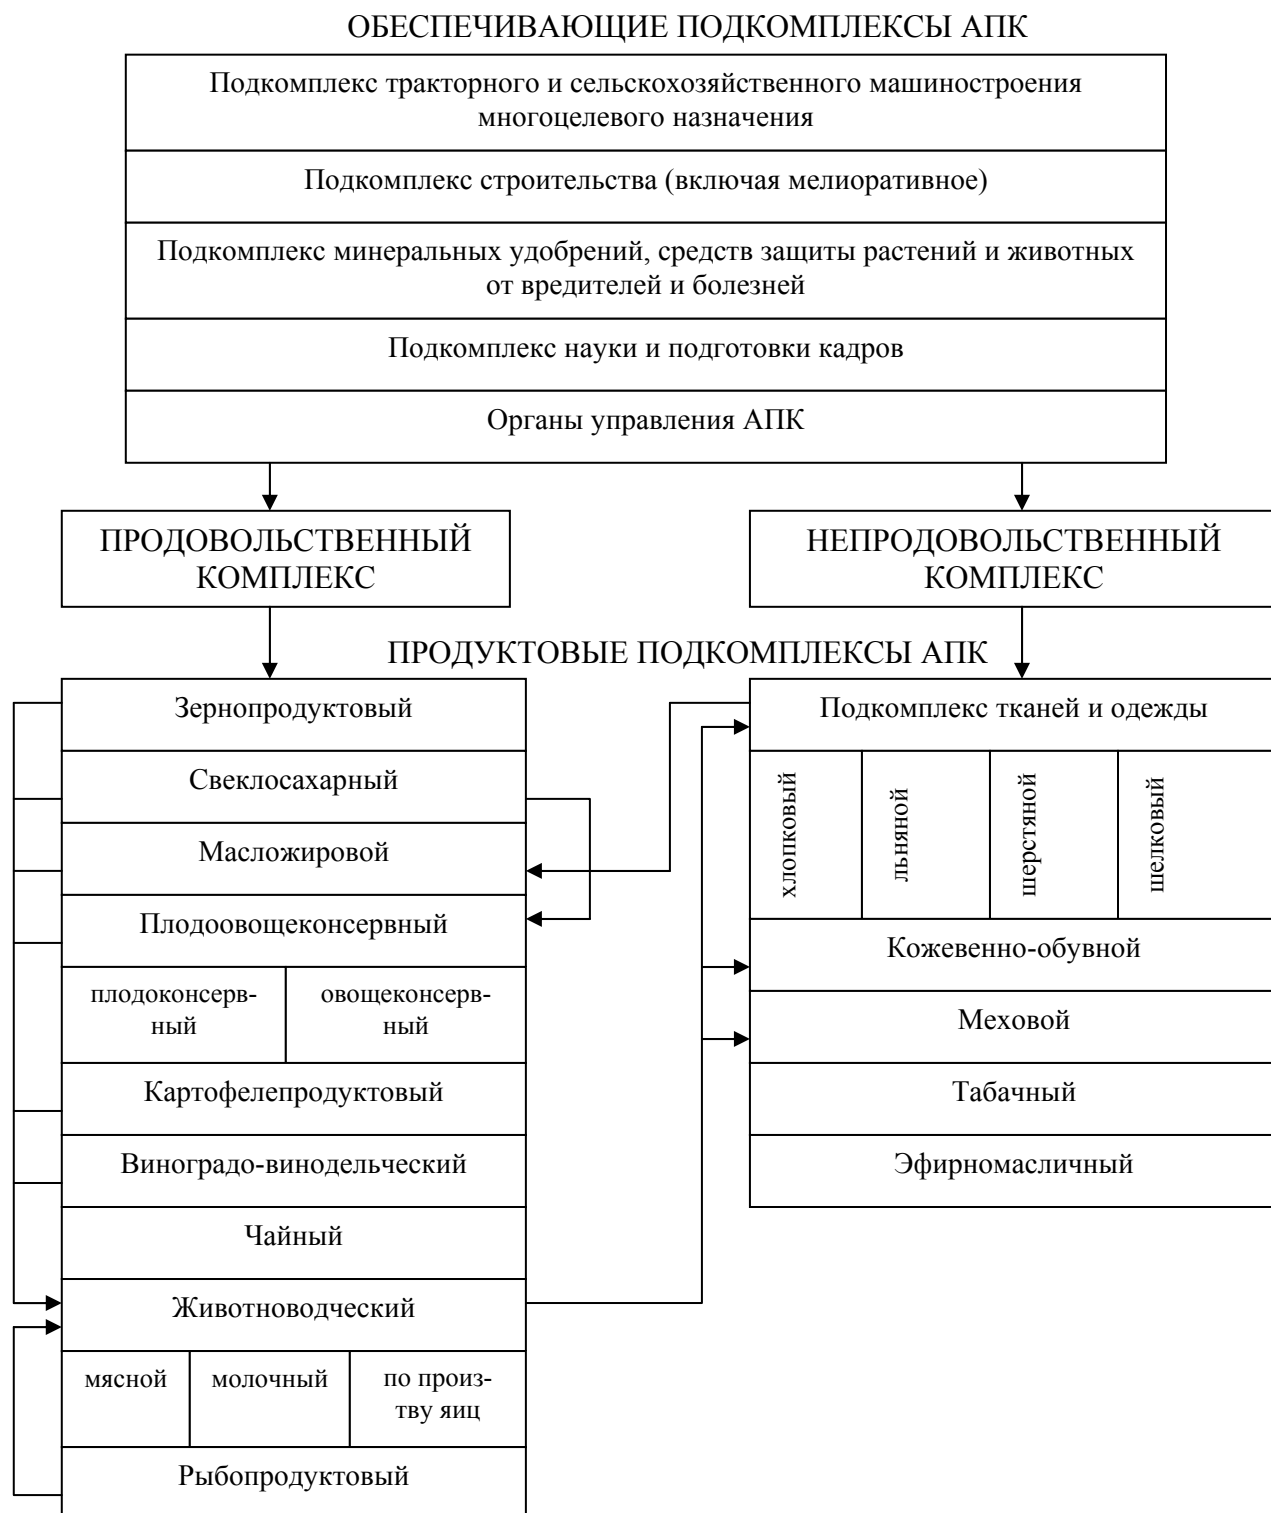 ОБЕСПЕЧИВАЮЩИЕ ПОДКОМПЛЕКСЫ АПК
Подкомплекс тракторного и сельскохозяйственного машиностроения
многоцелевого назначения
Подкомплекс строительства (включая мелиоративное)
Подкомплекс минеральных удобрений, средств защиты растений и животных
от вредителей и болезней
Подкомплекс науки и подготовки кадров
Органы управления АПК
ПРОДОВОЛЬСТВЕННЫЙ
КОМПЛЕКС
НЕПРОДОВОЛЬСТВЕННЫЙ
КОМПЛЕКС
ПРОДУКТОВЫЕ ПОДКОМПЛЕКСЫ АПК
Зернопродуктовый
Свеклосахарный
Масложировой
Плодоовощеконсервный
плодоконсерв-
ный
овощеконсерв-
ный
Картофелепродуктовый
Виноградо-винодельческий
Чайный
Животноводческий
мясной
молочный
по произ-
тву яиц
Рыбопродуктовый
Подкомплекс тканей и одежды
хлопковый
льняной
шерстяной
шелковый
Кожевенно-обувной
Меховой
Табачный
Эфирномасличный